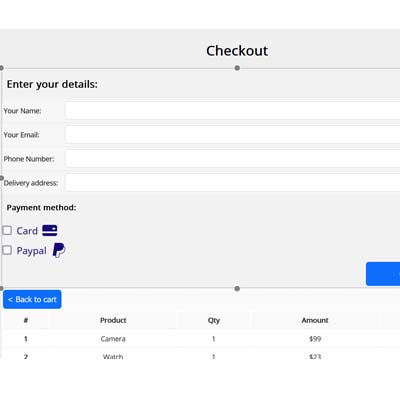 Checkout
Enter your details:
Your Name:
Your Email:
Phone Number:
Delivery address:
Payment method:
Card
Paypal
< Back to cart
# Product Qty Amount
1 Camera 1 $99
2 Watch 1 $23